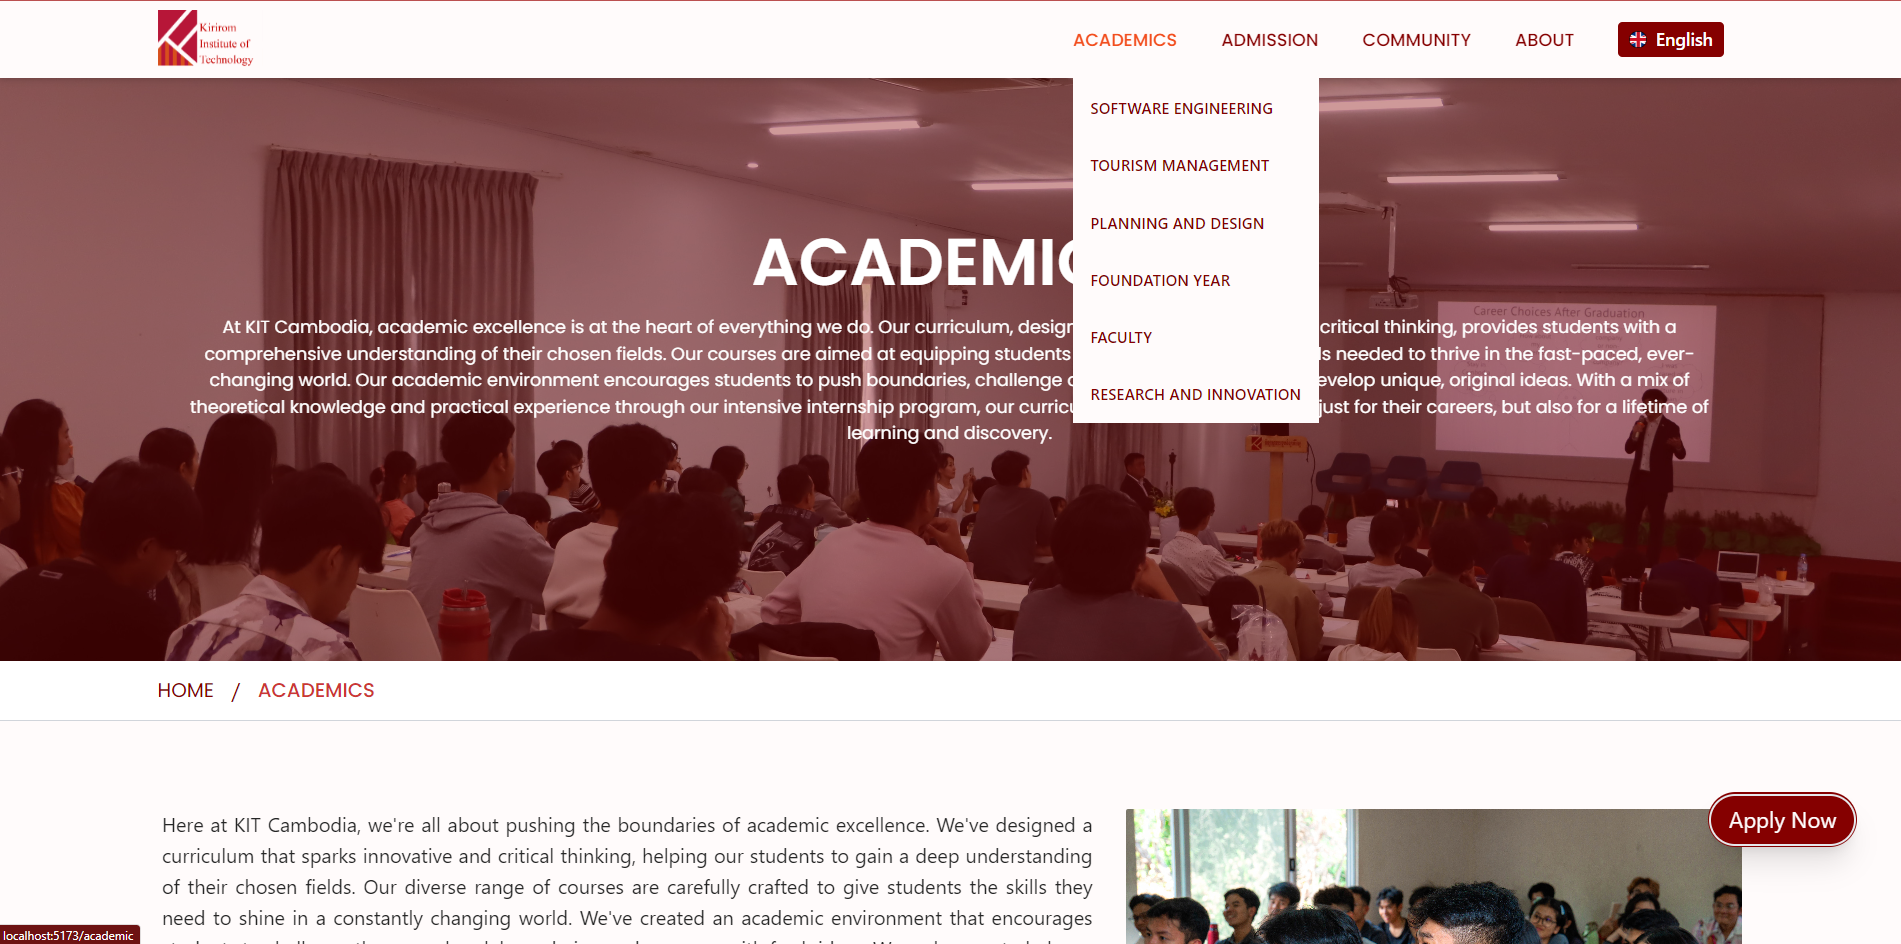 Kirirom
Institute of
Technology
ACADEMICS
ADMISSION
COMMUNITY
ABOUT
English
SOFTWARE ENGINEERING
TOURISM MANAGEMENT
PLANNING AND DESIGN
FOUNDATION YEAR
FACULTY
RESEARCH AND INNOVATION
ACADEMIC
At KIT Cambodia, academic excellence is at the heart of everything we do. Our curriculum, critical thinking, provides students with a
comprehensive understanding of their chosen fields. Our courses are aimed at equipping students needed to thrive in the fast-paced, ever-
changing world. Our academic environment encourages students to push boundaries, challenge unique, original ideas. With a mix of
theoretical knowledge and practical experience through our intensive internship program, our just for their careers, but also for a lifetime of
learning and discovery.
Career Choices After Graduation
HOME / ACADEMICS
Here at KIT Cambodia, we're all about pushing the boundaries of academic excellence. We've designed a
curriculum that sparks innovative and critical thinking, helping our students to gain a deep understanding
of their chosen fields. Our diverse range of courses are carefully crafted to give students the skills they
need to shine in a constantly changing world. We've created an academic environment that encourages
Apply Now
localhost:5173/academic